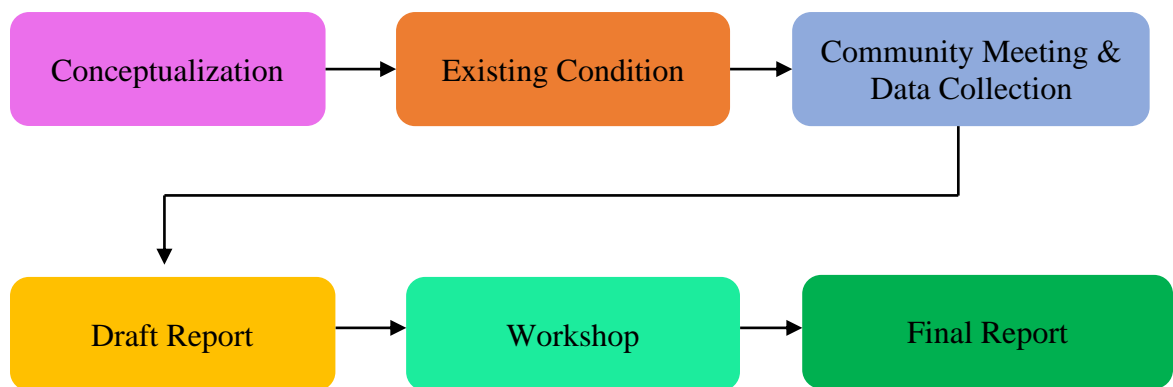 Conceptualization
Existing Condition
Community Meeting &
Data Collection
Draft Report
Workshop
Final Report